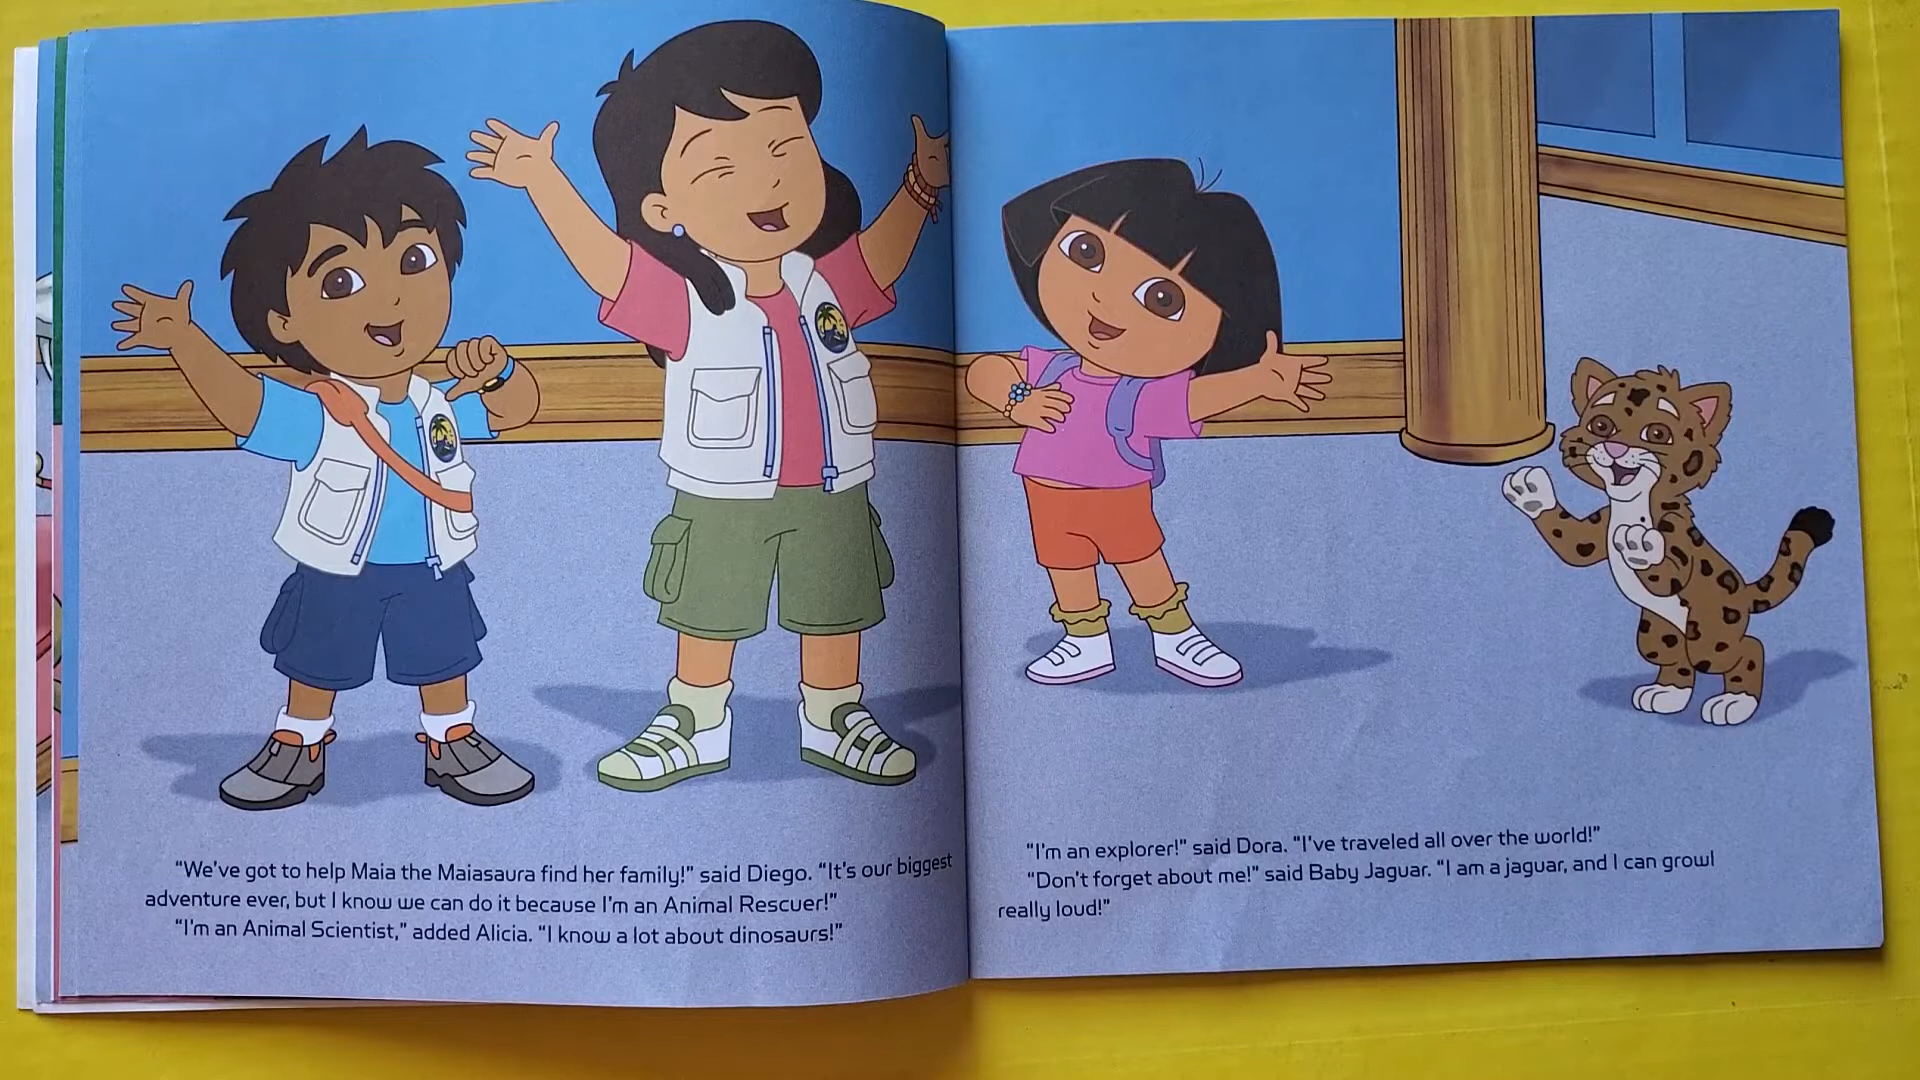 “We've got to help Maia the Maiasaura find her family!” said Diego. “It's our biggest
adventure ever, but I know we can do it because I'm an Animal Rescuer!”
“I'm an Animal Scientist,” added Alicia. “I know a lot about dinosaurs!”
“I'm an explorer!” said Dora. “I've traveled all over the world!”
“Don't forget about me!” said Baby Jaguar. “I am a jaguar, and I can growl
really loud!”